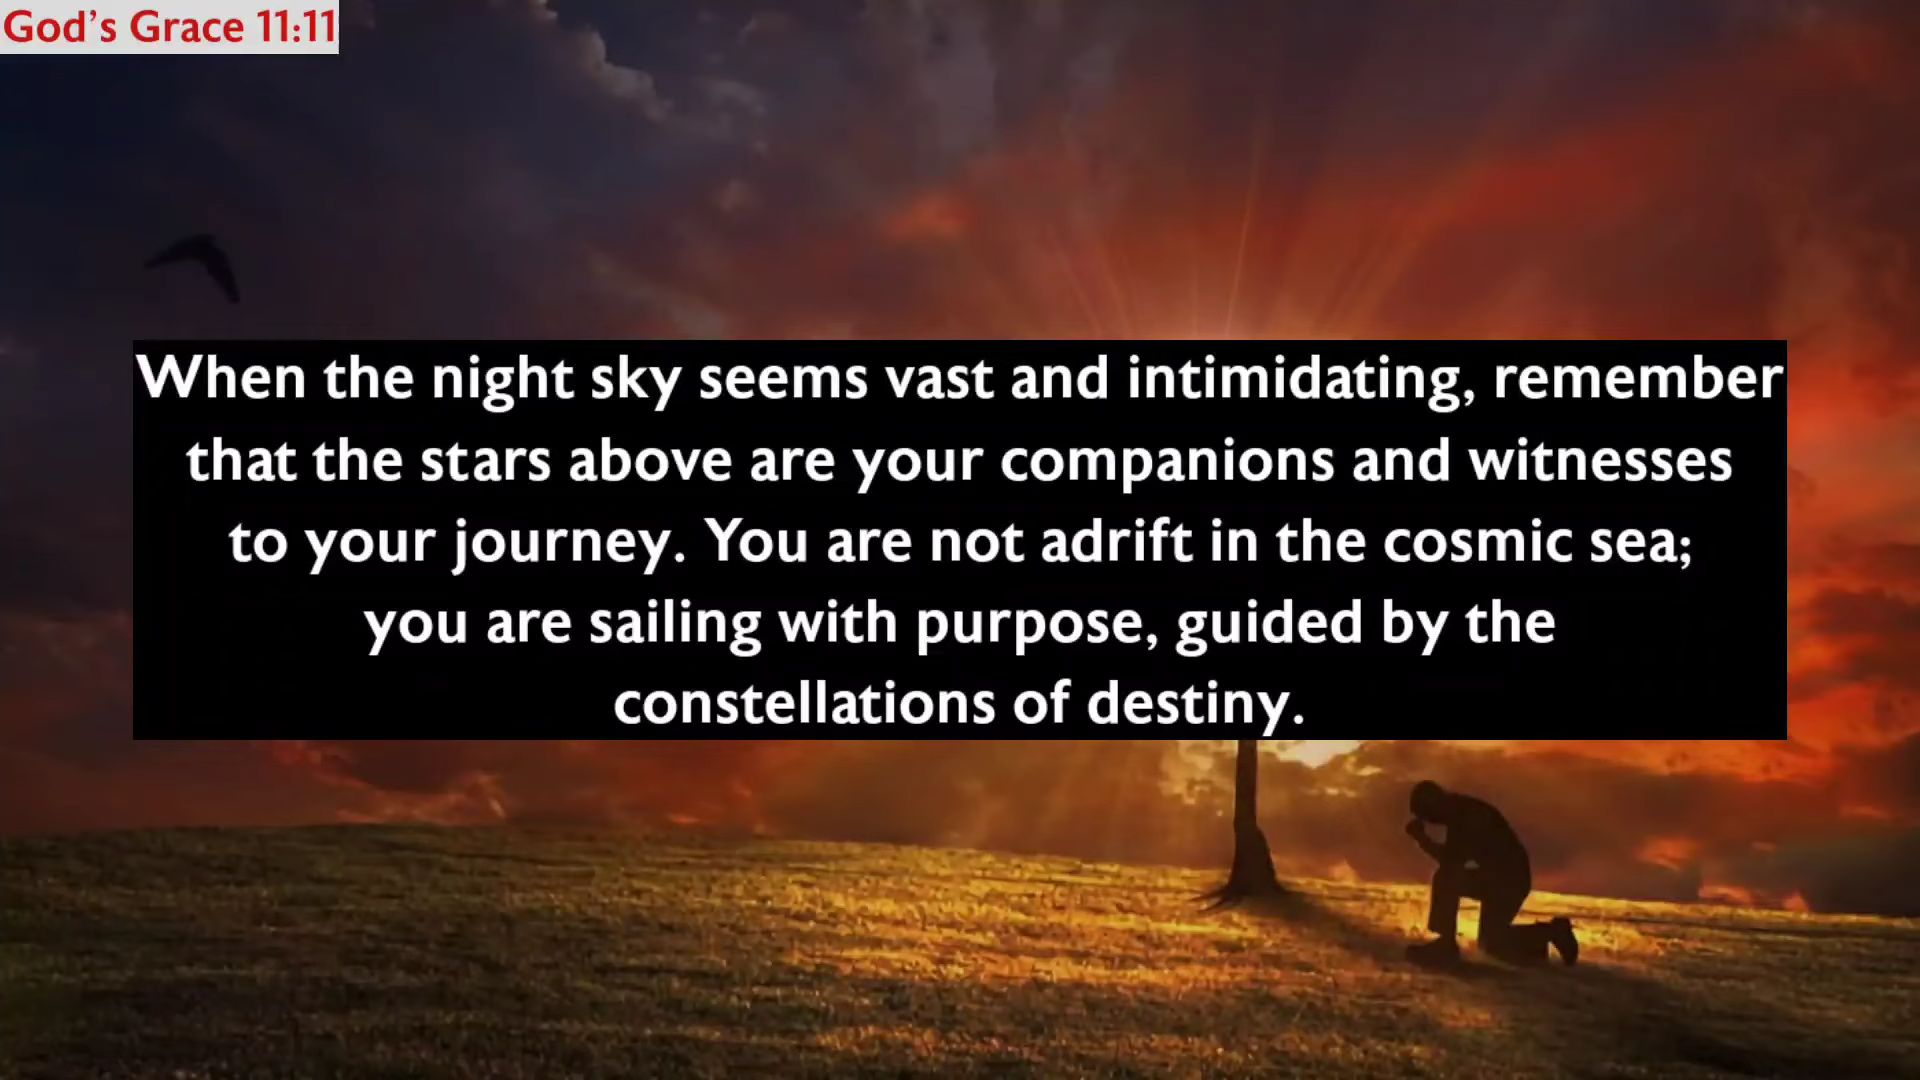 God's Grace 11:11
When the night sky seems vast and intimidating, remember
that the stars above are your companions and witnesses
to your journey. You are not adrift in the cosmic sea;
you are sailing with purpose, guided by the
constellations of destiny.